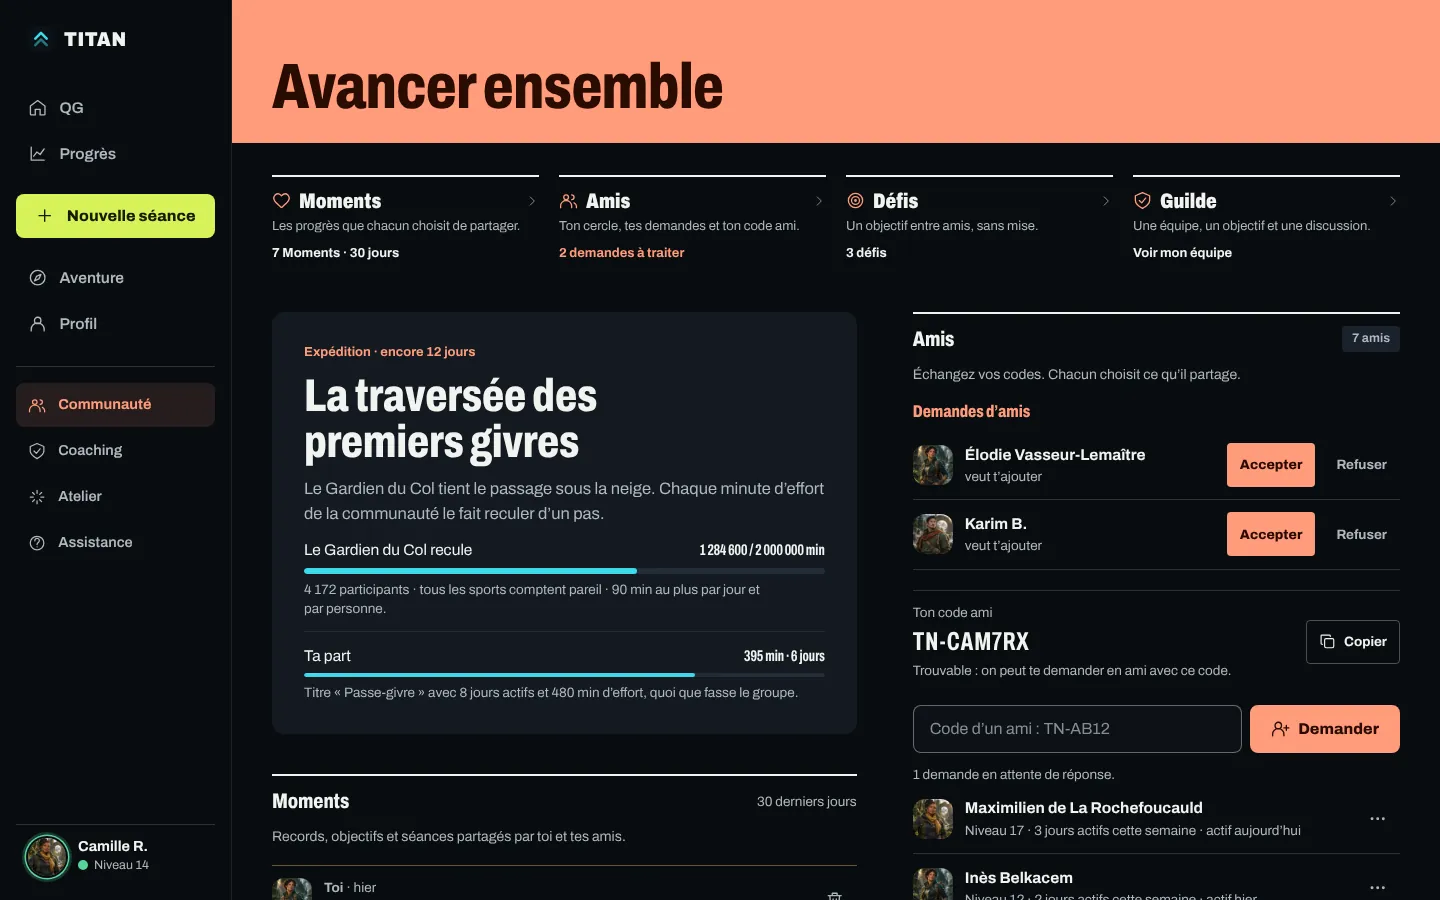 TITAN
QG
Progrès
Nouvelle séance
Aventure
Profil
Communauté
Coaching
Atelier
Assistance
Camille R.
Niveau 14
Avancer ensemble
Moments
Les progrès que chacun choisit de partager.
7 Moments · 30 jours
Amis
Ton cercle, tes demandes et ton code ami.
2 demandes à traiter
Défis
Un objectif entre amis, sans mise.
3 défis
Guilde
Une équipe, un objectif et une discussion.
Voir mon équipe
Expédition · encore 12 jours
La traversée des
premiers givres
Le Gardien du Col tient le passage sous la neige. Chaque minute d’effort
de la communauté le fait reculer d’un pas.
Le Gardien du Col recule
1 284 600 / 2 000 000 min
4 172 participants · tous les sports comptent pareil · 90 min au plus par jour et
par personne.
Ta part
395 min · 6 jours
Titre « Passe-givre » avec 8 jours actifs et 480 min d’effort, quoi que fasse le groupe.
Moments
30 derniers jours
Records, objectifs et séances partagés par toi et tes amis.
Toi · hier
Amis
7 amis
Échangez vos codes. Chacun choisit ce qu’il partage.
Demandes d’amis
Élodie Vasseur-Lemaître
veut t’ajouter
Accepter
Refuser
Karim B.
veut t’ajouter
Accepter
Refuser
Ton code ami
TN-CAM7RX
Copier
Trouvable : on peut te demander en ami avec ce code.
Code d’un ami : TN-AB12
Demander
1 demande en attente de réponse.
Maximilien de La Rochefoucauld
Niveau 17 · 3 jours actifs cette semaine · actif aujourd’hui
Inès Belkacem
Niveau 12 · 2 jours actifs cette semaine · actif hier